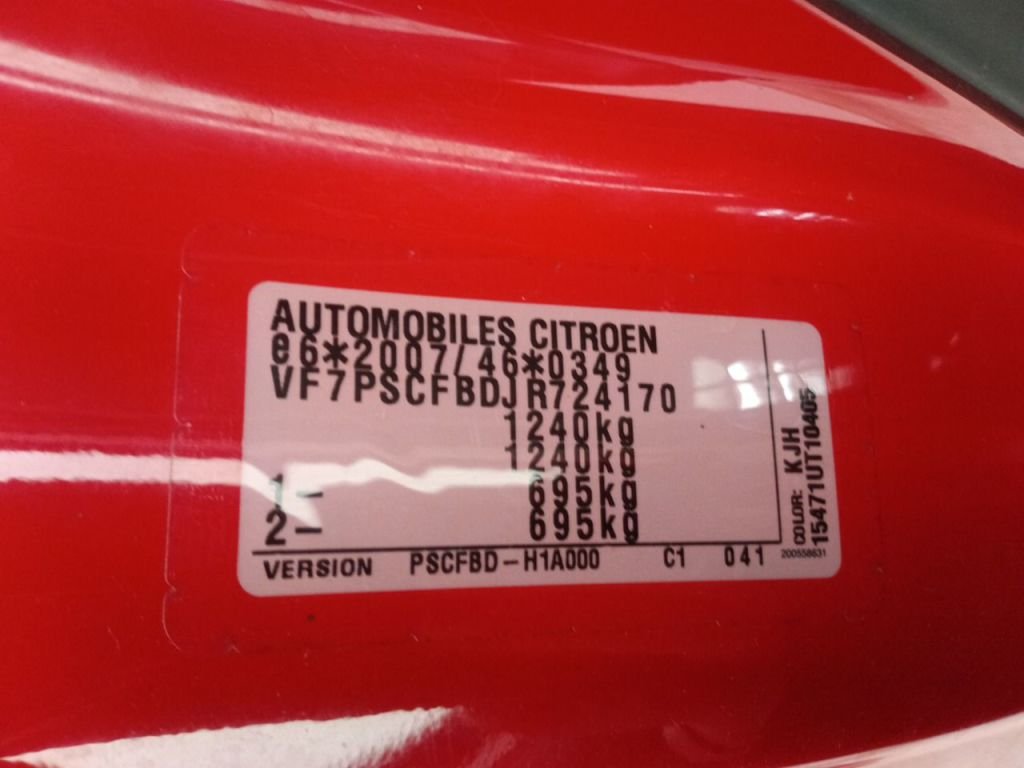 AUTOMOBILES CITROEN
e6*2007/46*0349
VF7PSCFBDJR724170
1240kg
1240kg
1- 695kg
2- 695kg
VERSION PSCFBD-H1A000 C1 041
COLOR: KJH
15471UT10405
200558631